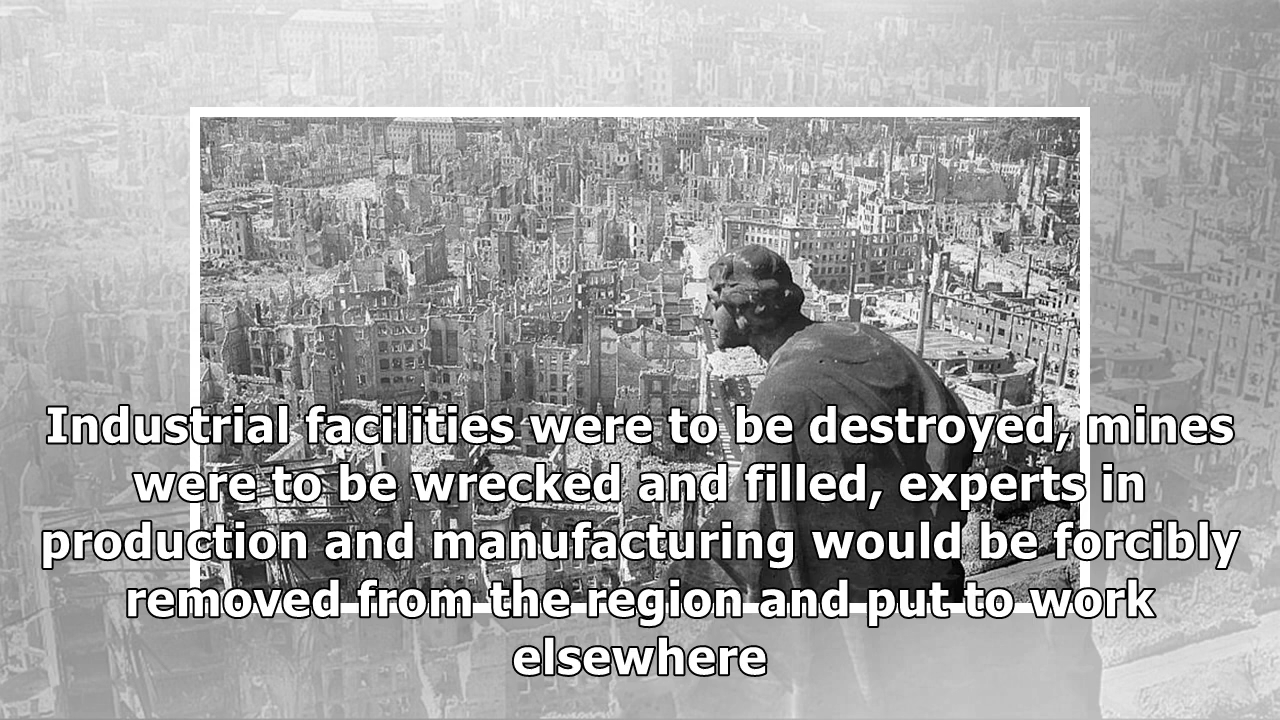 Industrial facilities were to be destroyed, mines
were to be wrecked and filled, experts in
production and manufacturing would be forcibly
removed from the region and put to work
elsewhere